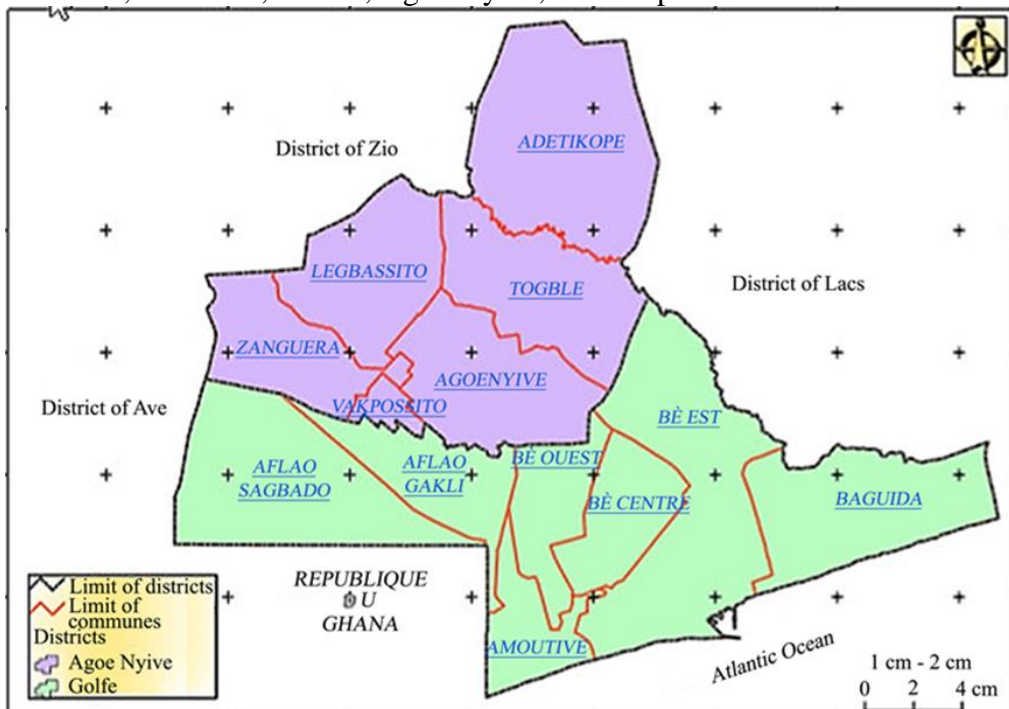 District of Zio
ADETIKOPE
LEGBASSITO
TOGBLE
District of Lacs
ZANGUERA
AGOENYIVE
VAKPOSSITO
District of Ave
BÈ EST
AFLAO
SAGBADO
AFLAO
GAKLI
BÈ OUEST
BÈ CENTRE
BAGUIDA
REPUBLIQUE
U
GHANA
AMOUTIVE
Atlantic Ocean
Limit of districts
Limit of
communes
Districts
Agoe Nyive
Golfe
1 cm - 2 cm
0 2 4 cm